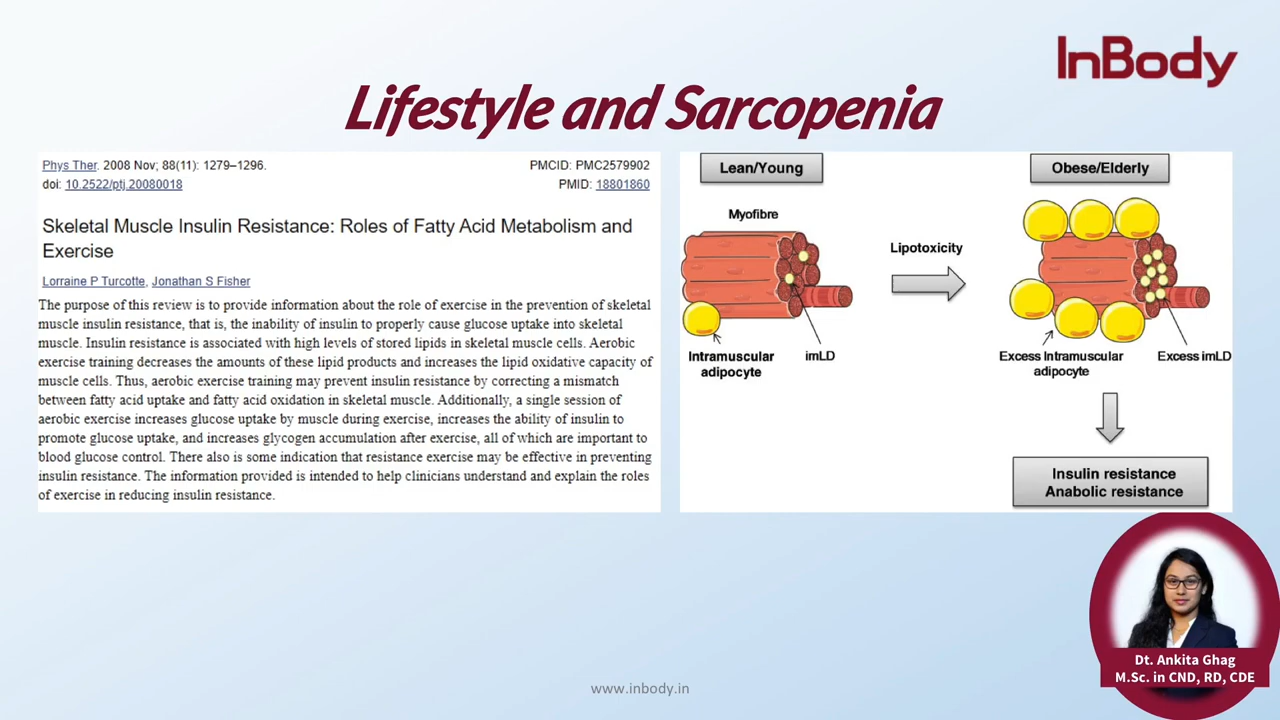 InBody
Lifestyle and Sarcopenia
Phys Ther. 2008 Nov; 88(11): 1279–1296.
PMCID: PMC2579902
doi: 10.2522/ptj.20080018
PMID: 18801860
Skeletal Muscle Insulin Resistance: Roles of Fatty Acid Metabolism and
Exercise
Lorraine P Turcotte, Jonathan S Fisher
The purpose of this review is to provide information about the role of exercise in the prevention of skeletal
muscle insulin resistance, that is, the inability of insulin to properly cause glucose uptake into skeletal
muscle. Insulin resistance is associated with high levels of stored lipids in skeletal muscle cells. Aerobic
exercise training decreases the amounts of these lipid products and increases the lipid oxidative capacity of
muscle cells. Thus, aerobic exercise training may prevent insulin resistance by correcting a mismatch
between fatty acid uptake and fatty acid oxidation in skeletal muscle. Additionally, a single session of
aerobic exercise increases glucose uptake by muscle during exercise, increases the ability of insulin to
promote glucose uptake, and increases glycogen accumulation after exercise, all of which are important to
blood glucose control. There also is some indication that resistance exercise may be effective in preventing
insulin resistance. The information provided is intended to help clinicians understand and explain the roles
of exercise in reducing insulin resistance.
Lean/Young
Obese/Elderly
Myofibre
Lipotoxicity
Intramuscular
adipocyte
imLD
Excess Intramuscular
adipocyte
Excess imLD
Insulin resistance
Anabolic resistance
Dt. Ankita Ghag
M.Sc. in CND, RD, CDE
www.inbody.in